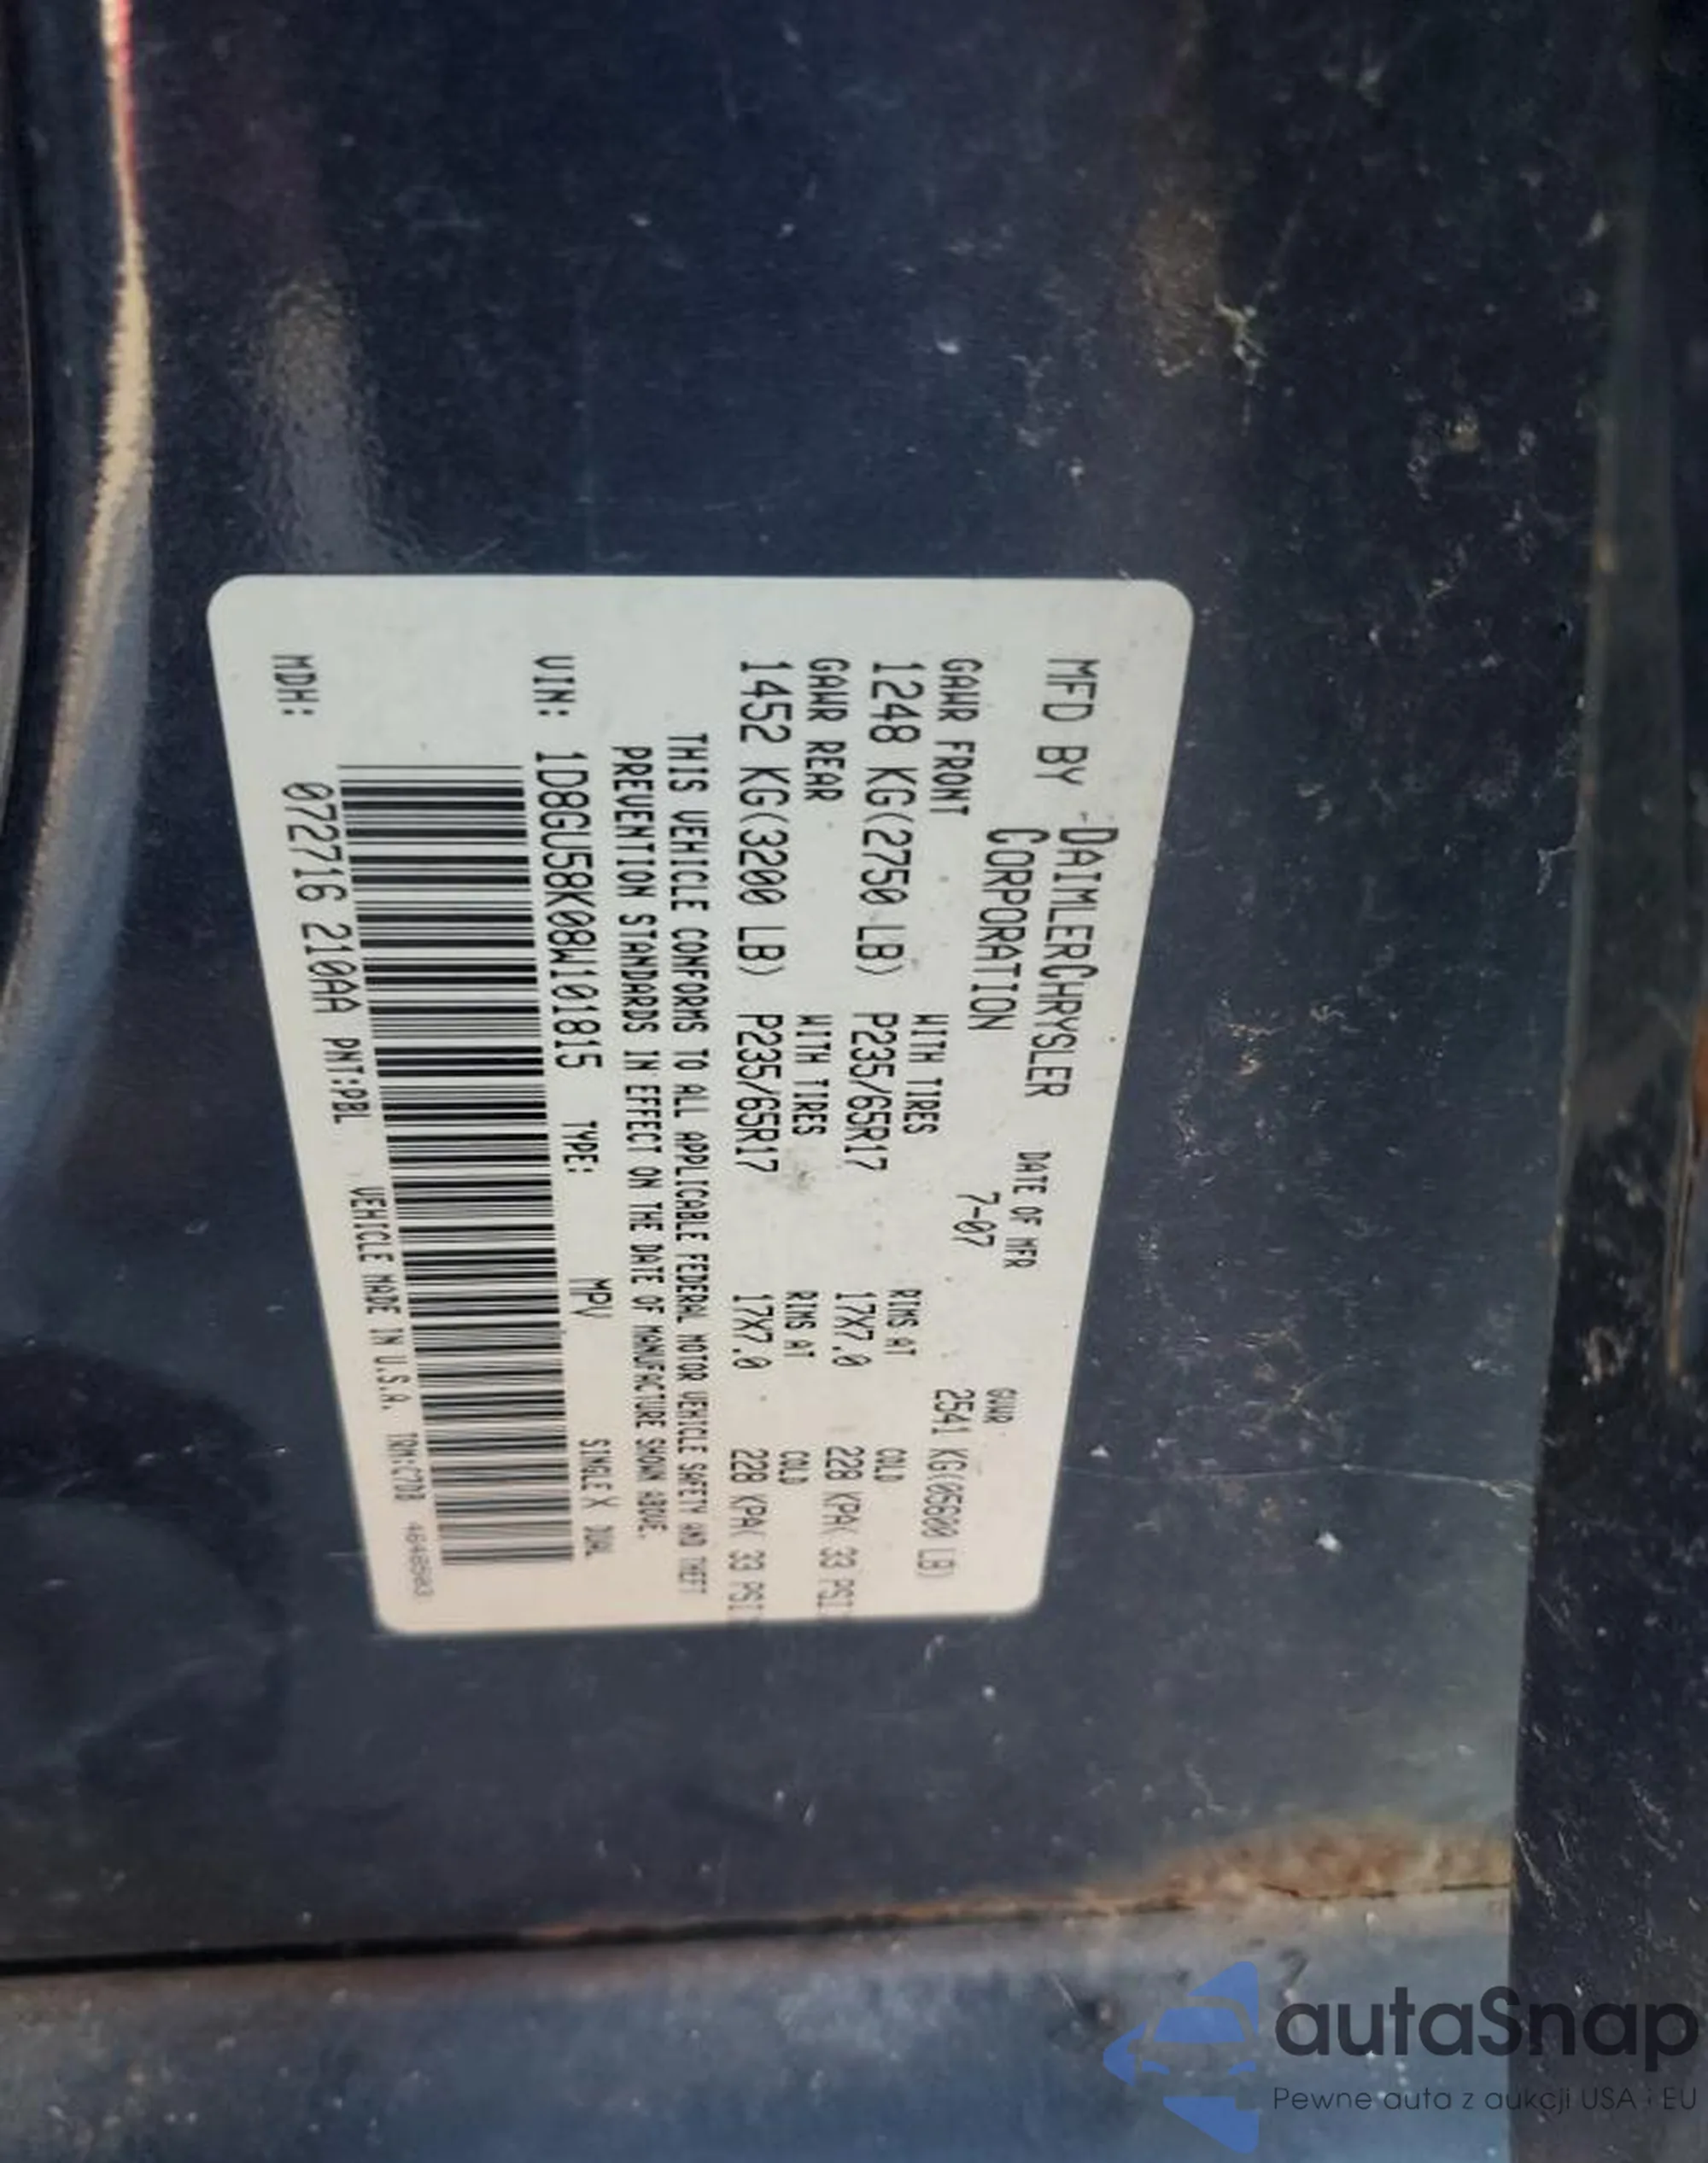 MFD BY DAIMLERCHRYSLER CORPORATION
DATE OF MFR 7-07
GVWR 2541 KG(05600 LB)
GAWR FRONT WITH TIRES RIMS AT COLD
1248 KG(2750 LB) P235/65R17 17X7.0 228 KPA( 33 PSI)
GAWR REAR WITH TIRES RIMS AT COLD
1452 KG(3200 LB) P235/65R17 17X7.0 228 KPA( 33 PSI)
THIS VEHICLE CONFORMS TO ALL APPLICABLE FEDERAL MOTOR VEHICLE SAFETY AND THEFT
PREVENTION STANDARDS IN EFFECT ON THE DATE OF MANUFACTURE SHOWN ABOVE.
VIN: 1D8GU58K08W101815 TYPE: MPV SINGLE X DUAL
MDH: 072716 210AA PNT:PBL VEHICLE MADE IN U.S.A. TRM:C7DB
autaSnap
Pewne auta z aukcji USA i EU